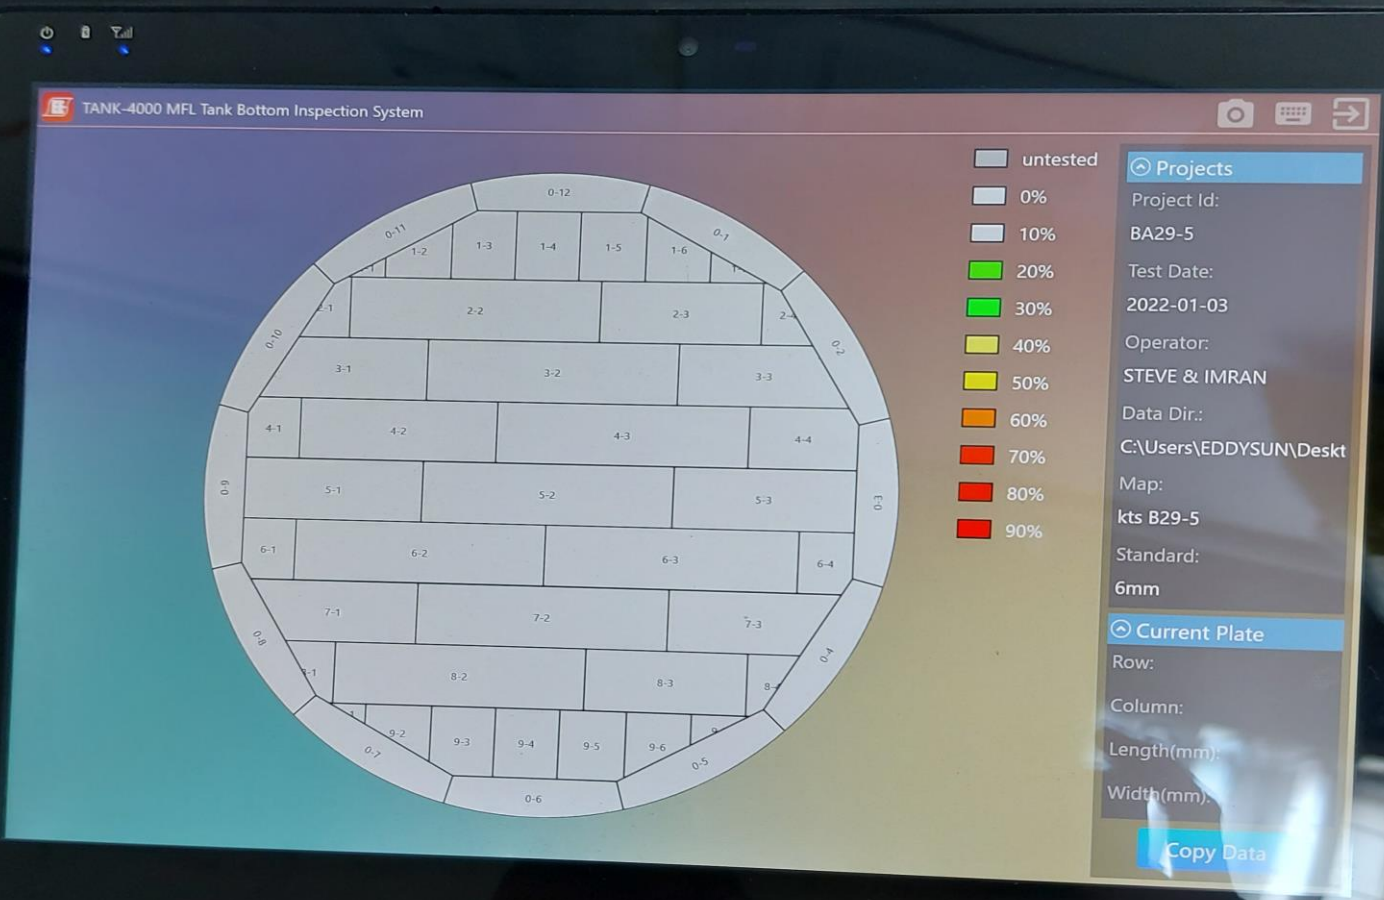 TANK-4000 MFL Tank Bottom Inspection System
untested
0%
10%
20%
30%
40%
50%
60%
70%
80%
90%
Projects
Project Id:
BA29-5
Test Date:
2022-01-03
Operator:
STEVE & IMRAN
Data Dir.:
C:\Users\EDDYSUN\Deskt
Map:
kts B29-5
Standard:
6mm
Current Plate
Row:
Column:
Length(mm):
Width(mm):
Copy Data
0-12
0-11
0-1
1-2
1-3
1-4
1-5
1-6
0-10
2-2
2-3
0-2
3-1
3-2
3-3
4-1
4-2
4-3
4-4
0-9
5-1
5-2
5-3
0-3
6-1
6-2
6-3
6-4
7-1
7-2
7-3
0-8
8-2
8-3
0-4
9-2
9-3
9-4
9-5
9-6
0-7
0-5
0-6